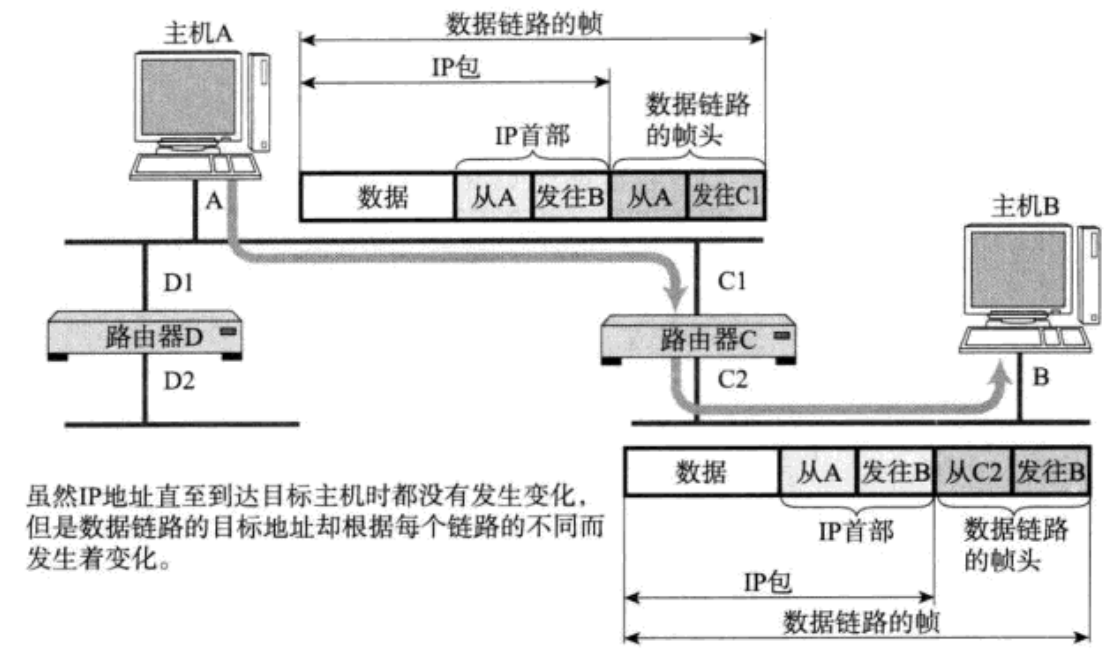 主机A
数据链路的帧
IP包
IP首部
数据链路
的帧头
数据 从A 发往B 从A 发往C1
A
主机B
D1
C1
路由器D
路由器C
D2
C2
B
数据 从A 发往B 从C2 发往B
IP首部
数据链路
的帧头
IP包
数据链路的帧
虽然IP地址直至到达目标主机时都没有发生变化，
但是数据链路的目标地址却根据每个链路的不同而
发生着变化。